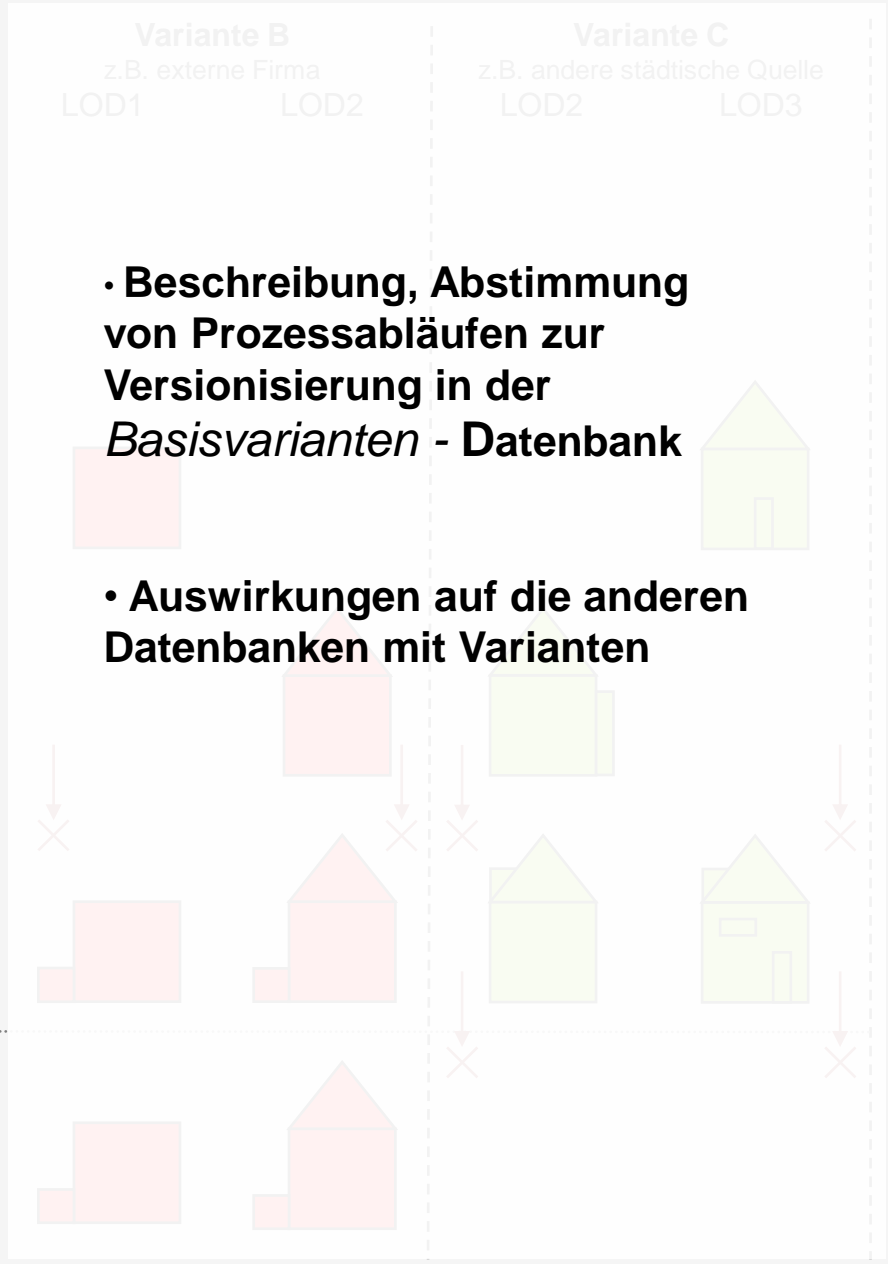 Variante B
Variante C
z.B. externe Firma
z.B. andere städtische Quelle
LOD1
LOD2
LOD2
LOD3
• Beschreibung, Abstimmung
von Prozessabläufen zur
Versionisierung in der
Basisvarianten - Datenbank
• Auswirkungen auf die anderen
Datenbanken mit Varianten